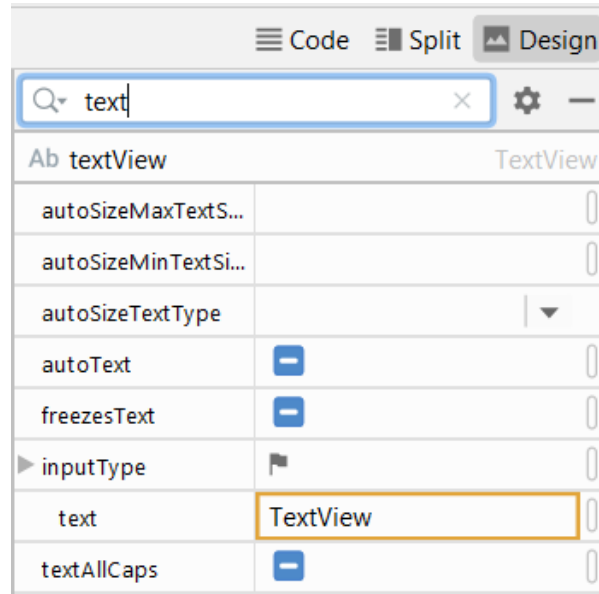 Code Split Design
text
Ab textView TextView
autoSizeMaxTextS...
autoSizeMinTextSi...
autoSizeTextType
autoText
freezesText
inputType
text TextView
textAllCaps